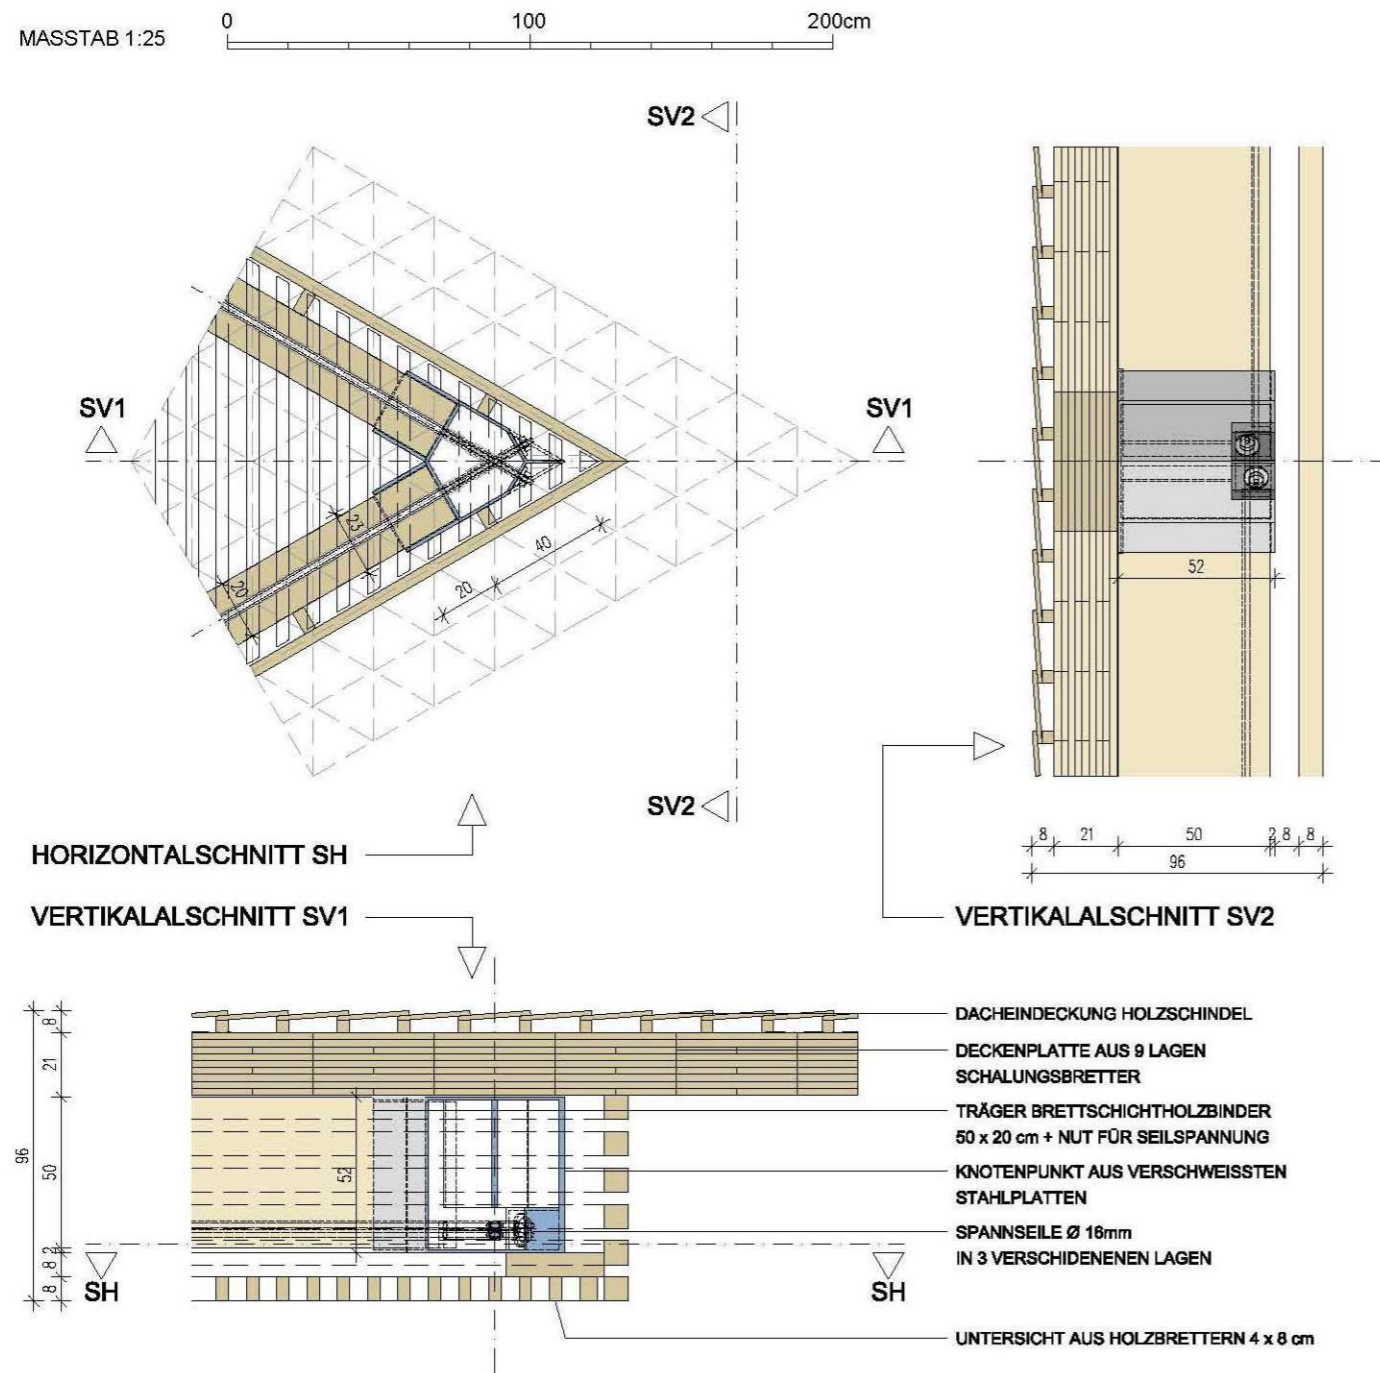 MASSTAB 1:25
0 100 200cm
SV2
SV1
SV1
23
20
40
20
SV2
52
8 21 50 2 8 8
96
HORIZONTALSCHNITT SH
VERTIKALALSCHNITT SV1
VERTIKALALSCHNITT SV2
8
21
50
2
8
8
96
52
SH
SH
DACHEINDECKUNG HOLZSCHINDEL
DECKENPLATTE AUS 9 LAGEN
SCHALUNGSBRETTER
TRÄGER BRETTSCHICHTHOLZBINDER
50 x 20 cm + NUT FÜR SEILSPANNUNG
KNOTENPUNKT AUS VERSCHWEISSTEN
STAHLPLATTEN
SPANNSEILE Ø 16mm
IN 3 VERSCHIDENENEN LAGEN
UNTERSICHT AUS HOLZBRETTERN 4 x 8 cm